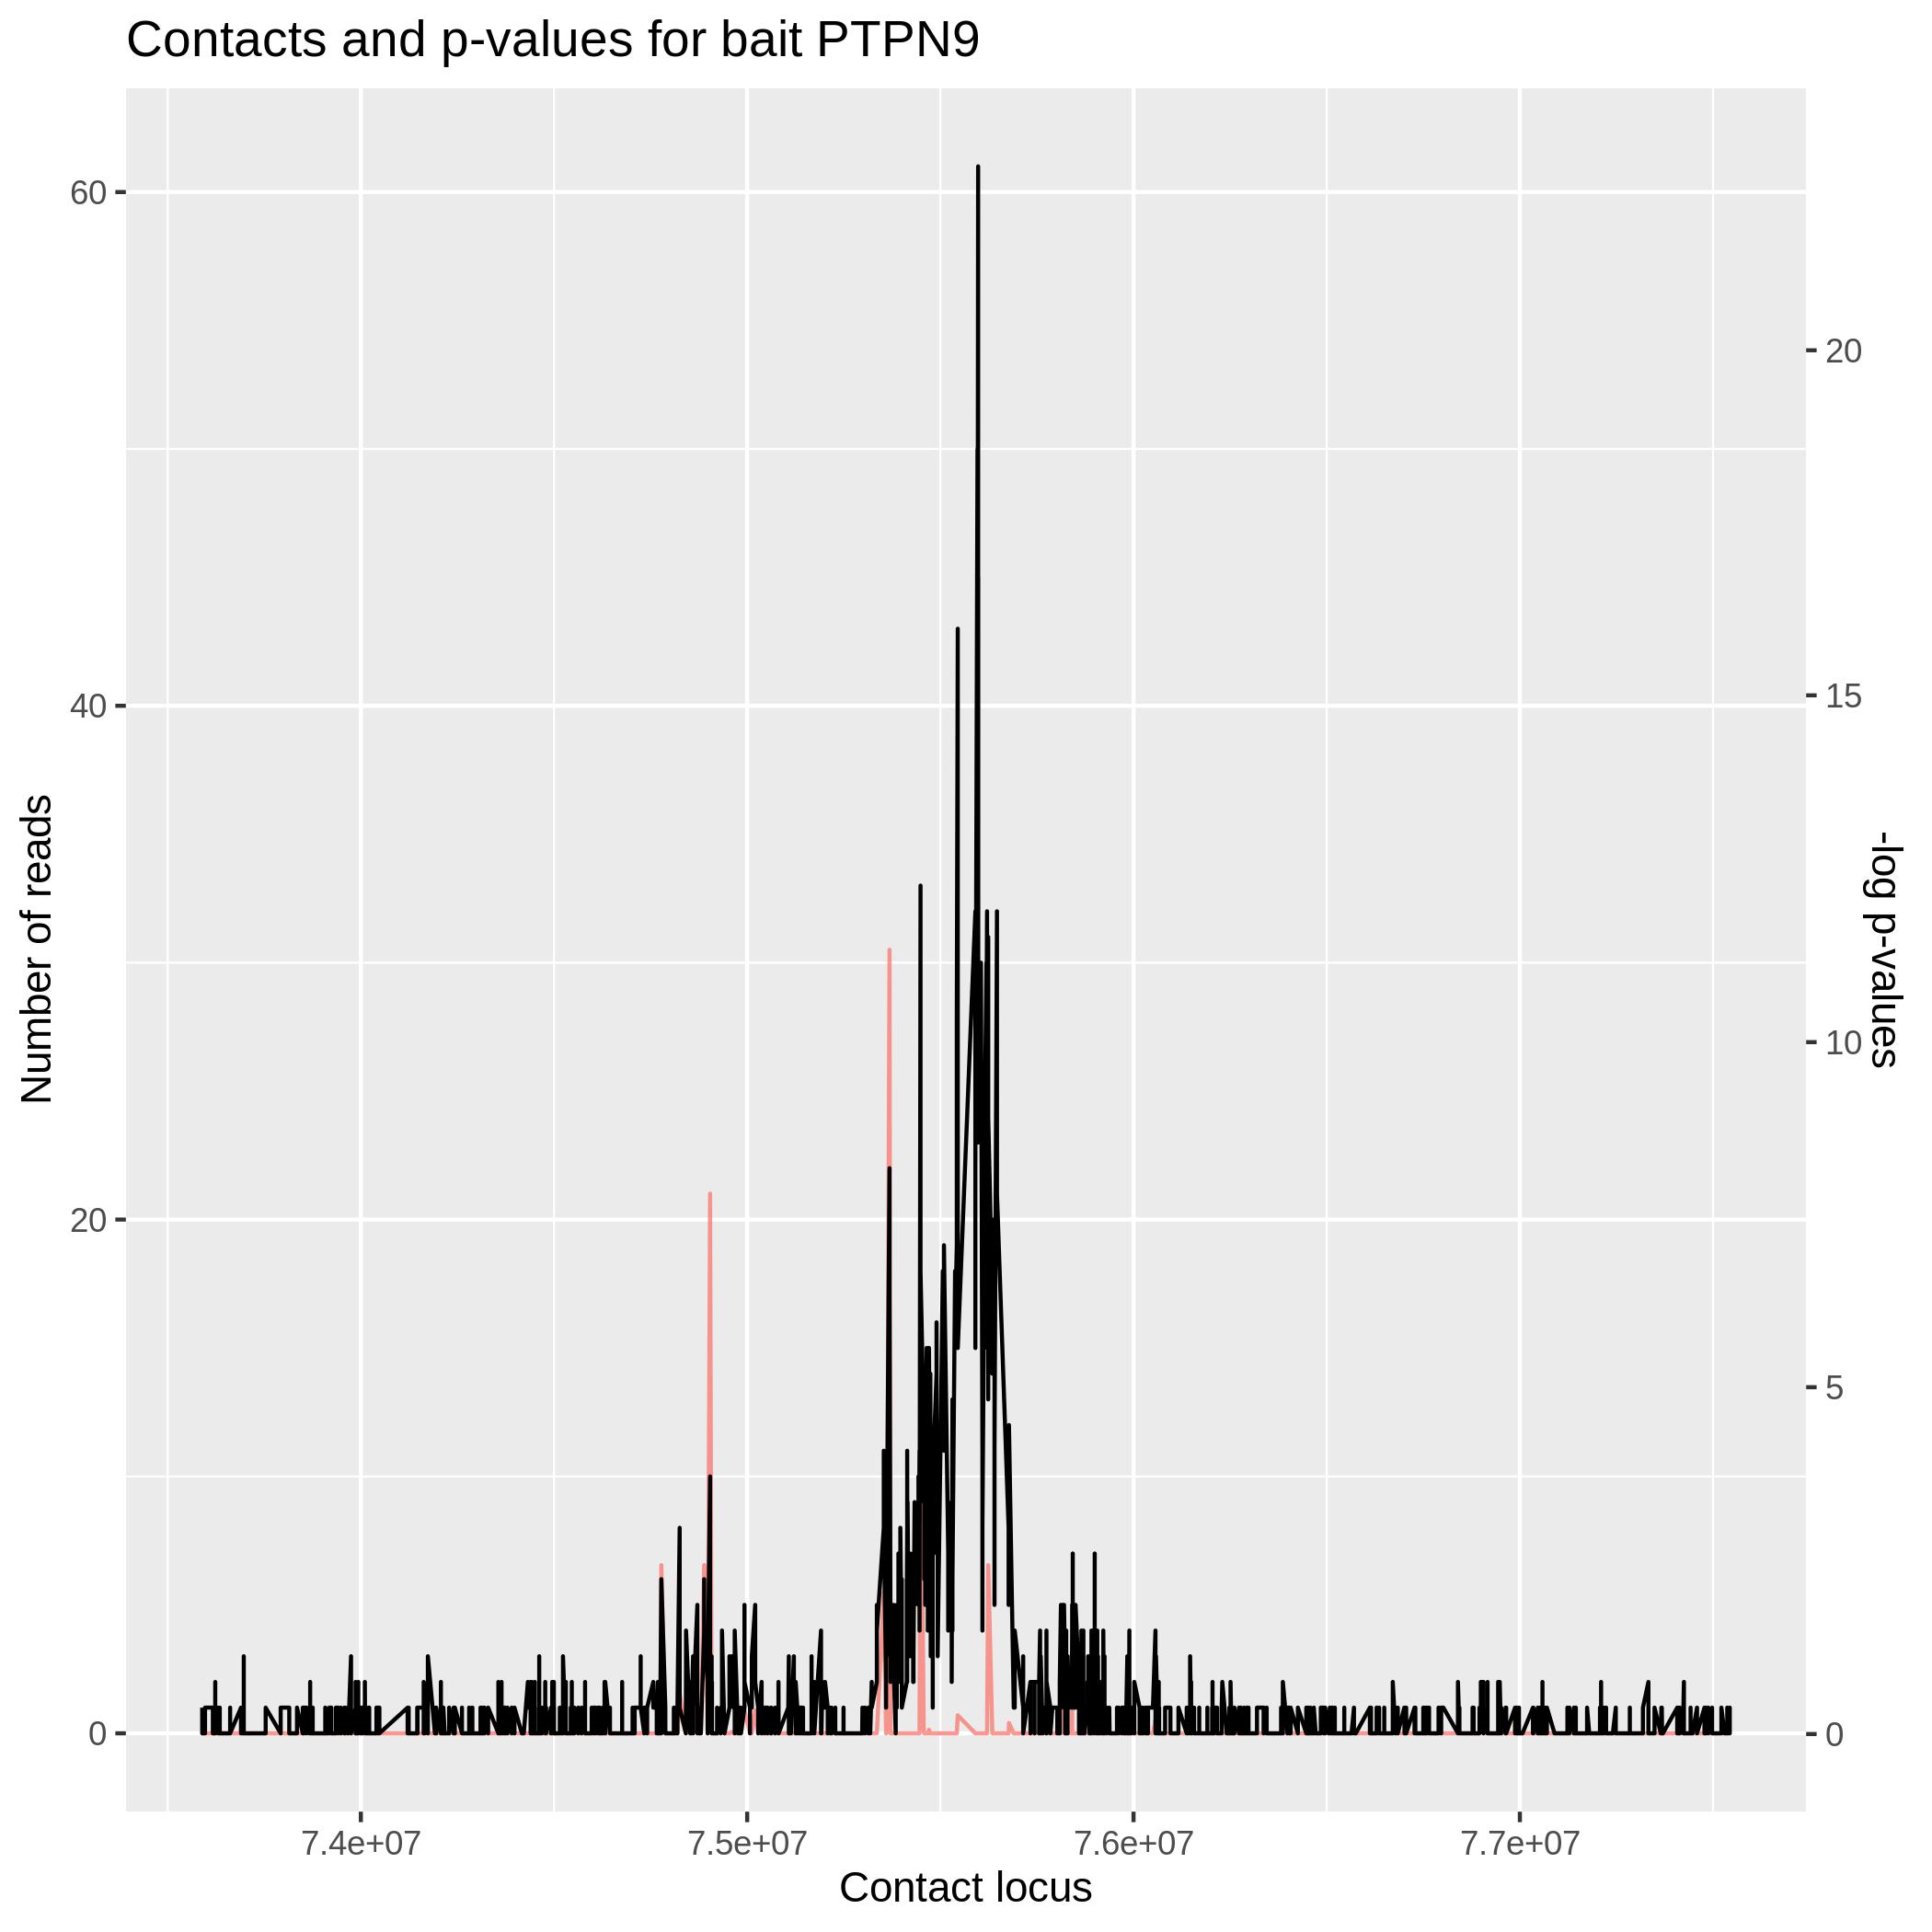 Contacts and p-values for bait PTPN9
60
40
20
0
Number of reads
20
15
10
5
0
-log p-values
7.4e+07 7.5e+07 7.6e+07 7.7e+07
Contact locus